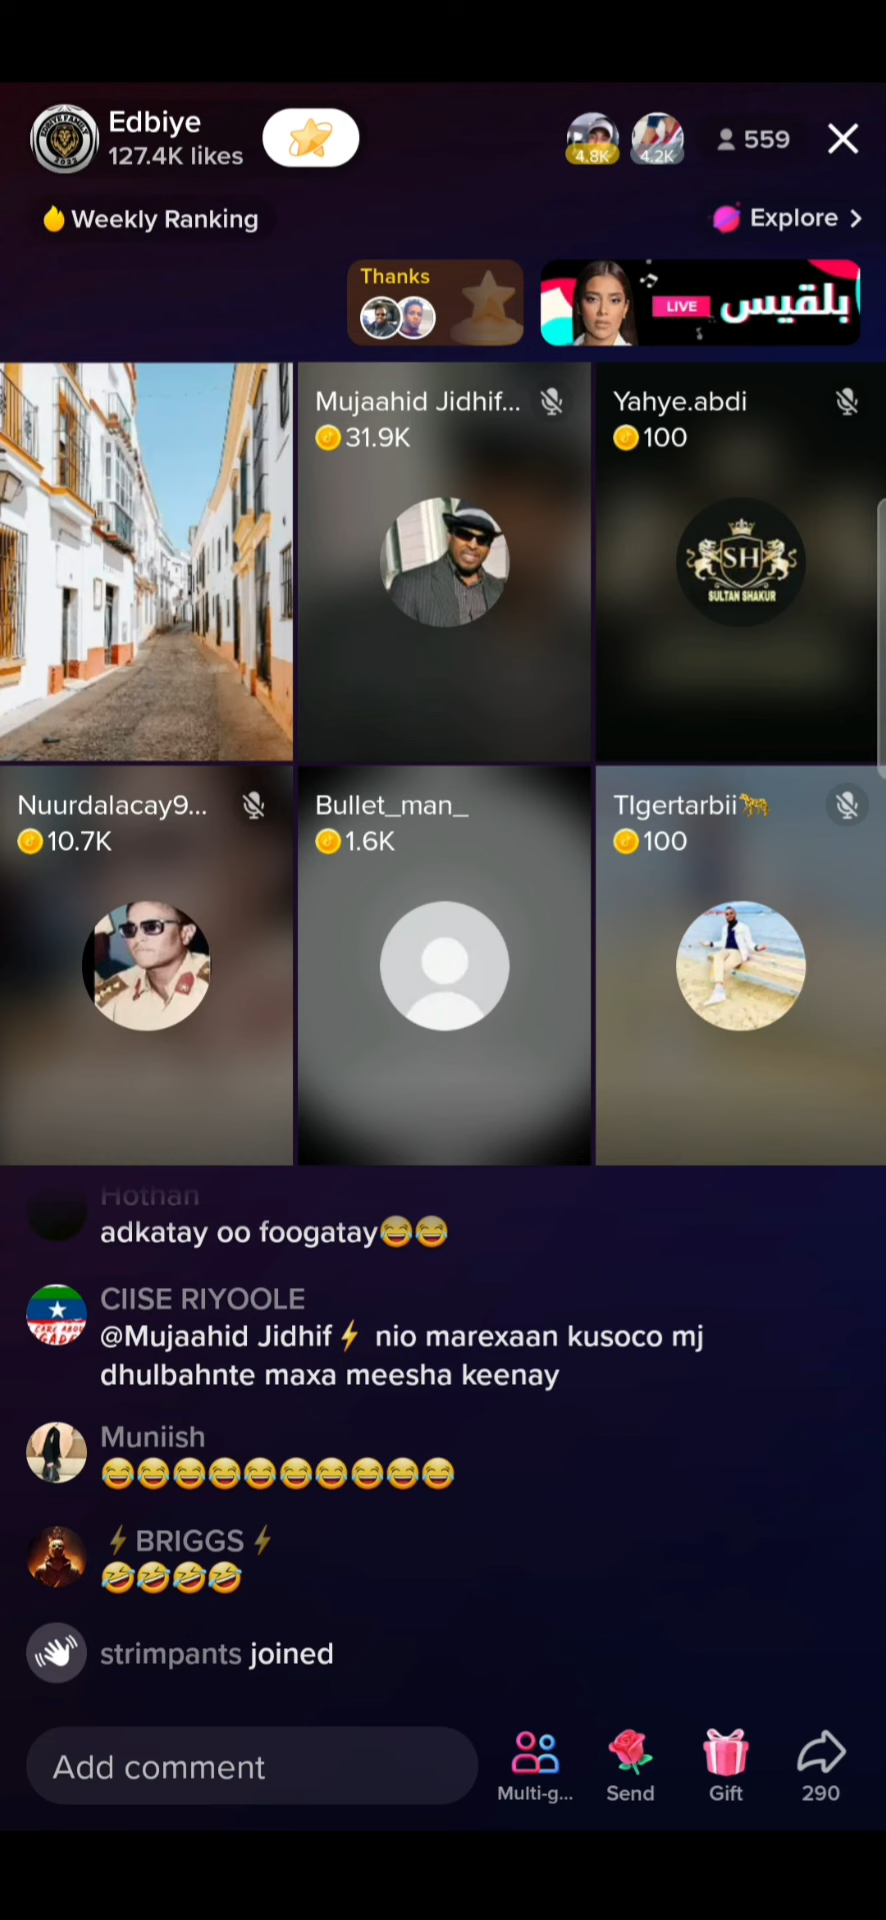 Edbiye
127.4K likes
4.8K
4.2K
559
Weekly Ranking
Explore
Thanks
LIVE
بلقيس
Mujaahid Jidhif...
31.9K
Yahye.abdi
100
SH
SULTAN SHAKUR
Nuurdalacay9...
10.7K
Bullet_man_
1.6K
TIgertarbii🐆
100
Hothan
adkatay oo foogatay😂😂
CIISE RIYOOLE
@Mujaahid Jidhif⚡ nio marexaan kusoco mj
dhulbahnte maxa meesha keenay
Muniish
😂😂😂😂😂😂😂😂😂😂
⚡BRIGGS⚡
🤣🤣🤣🤣
strimpants joined
Add comment
Multi-g...
Send
Gift
290